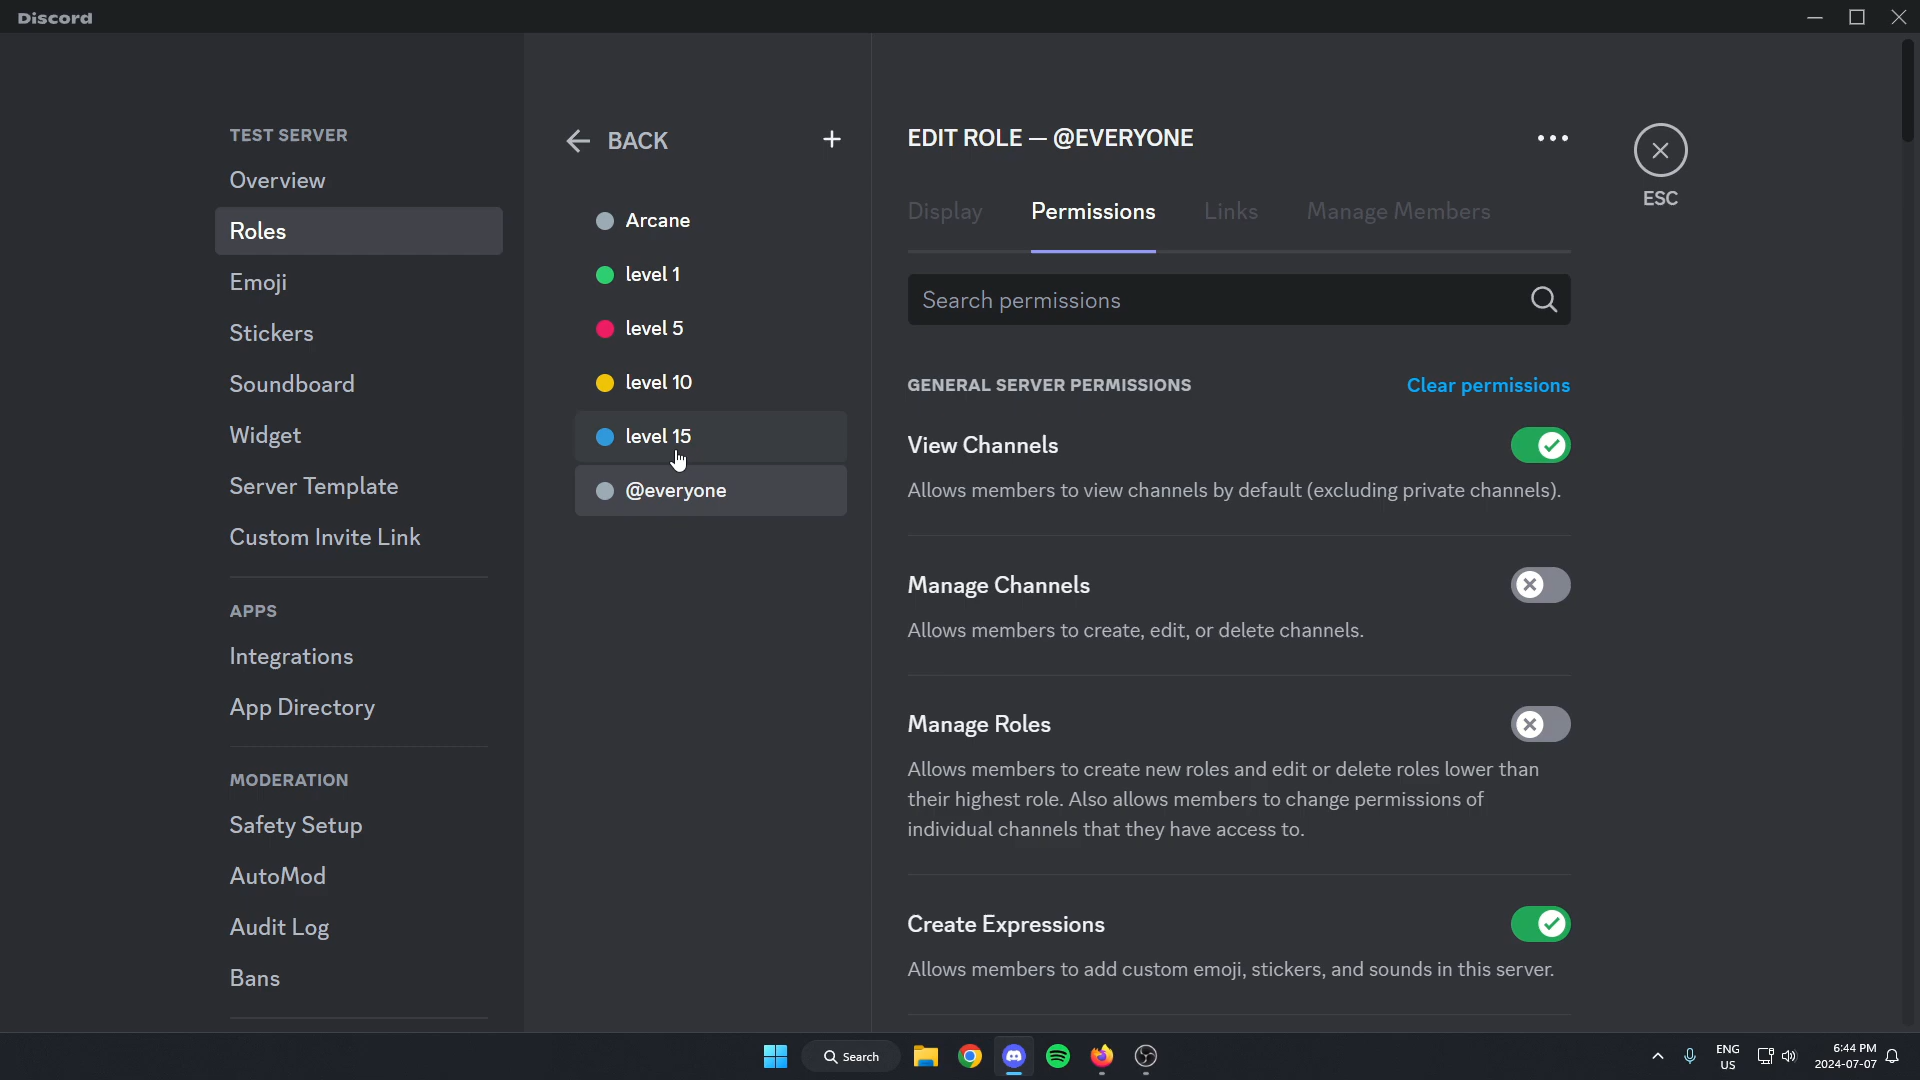 Discord
TEST SERVER
Overview
Roles
Emoji
Stickers
Soundboard
Widget
Server Template
Custom Invite Link
APPS
Integrations
App Directory
MODERATION
Safety Setup
AutoMod
Audit Log
Bans
BACK
Arcane
level 1
level 5
level 10
level 15
@everyone
EDIT ROLE — @EVERYONE
ESC
Display Permissions Links Manage Members
Search permissions
GENERAL SERVER PERMISSIONS Clear permissions
View Channels
Allows members to view channels by default (excluding private channels).
Manage Channels
Allows members to create, edit, or delete channels.
Manage Roles
Allows members to create new roles and edit or delete roles lower than
their highest role. Also allows members to change permissions of
individual channels that they have access to.
Create Expressions
Allows members to add custom emoji, stickers, and sounds in this server.
Search
ENG
US
6:44 PM
2024-07-07